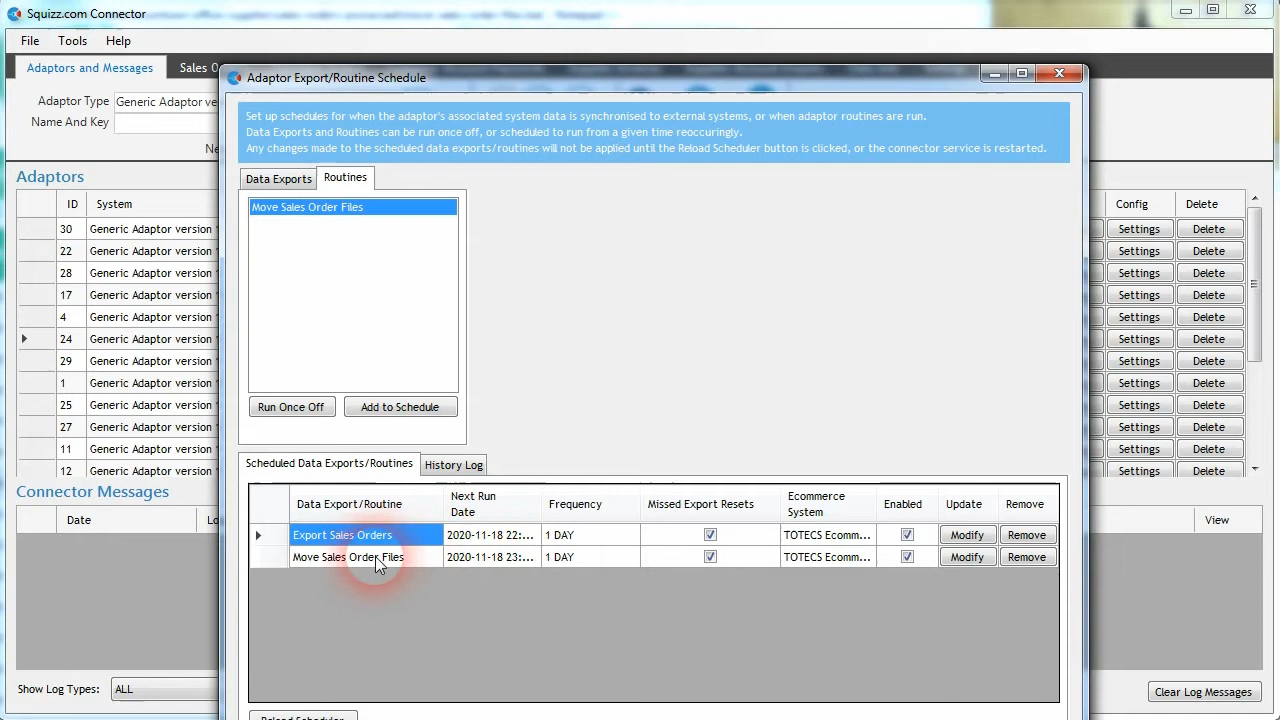 Squizz.com Connector
File Tools Help
Adaptors and Messages Sales O
Adaptor Export/Routine Schedule
Adaptor Type Generic Adaptor ve
Name And Key
Set up schedules for when the adaptor's associated system data is synchronised to external systems, or when adaptor routines are run.
Data Exports and Routines can be run once off, or scheduled to run from a given time reoccuringly.
Any changes made to the scheduled data exports/routines will not be applied until the Reload Scheduler button is clicked, or the connector service is restarted.
Adaptors
Data Exports Routines
ID System Config Delete
Move Sales Order Files
30 Generic Adaptor version Settings Delete
22 Generic Adaptor version Settings Delete
28 Generic Adaptor version Settings Delete
17 Generic Adaptor version Settings Delete
4 Generic Adaptor version Settings Delete
24 Generic Adaptor version Settings Delete
29 Generic Adaptor version Settings Delete
1 Generic Adaptor version Settings Delete
25 Generic Adaptor version Settings Delete
27 Generic Adaptor version Settings Delete
11 Generic Adaptor version Settings Delete
12 Generic Adaptor version Settings Delete
Run Once Off Add to Schedule
Scheduled Data Exports/Routines History Log
Data Export/Routine Next Run Date Frequency Missed Export Resets Ecommerce System Enabled Update Remove
Export Sales Orders 2020-11-18 22:... 1 DAY TOTECS Ecomm... Modify Remove
Move Sales Order Files 2020-11-18 23:... 1 DAY TOTECS Ecomm... Modify Remove
Connector Messages
Date Lo View
Show Log Types: ALL
Clear Log Messages
Reload Scheduler